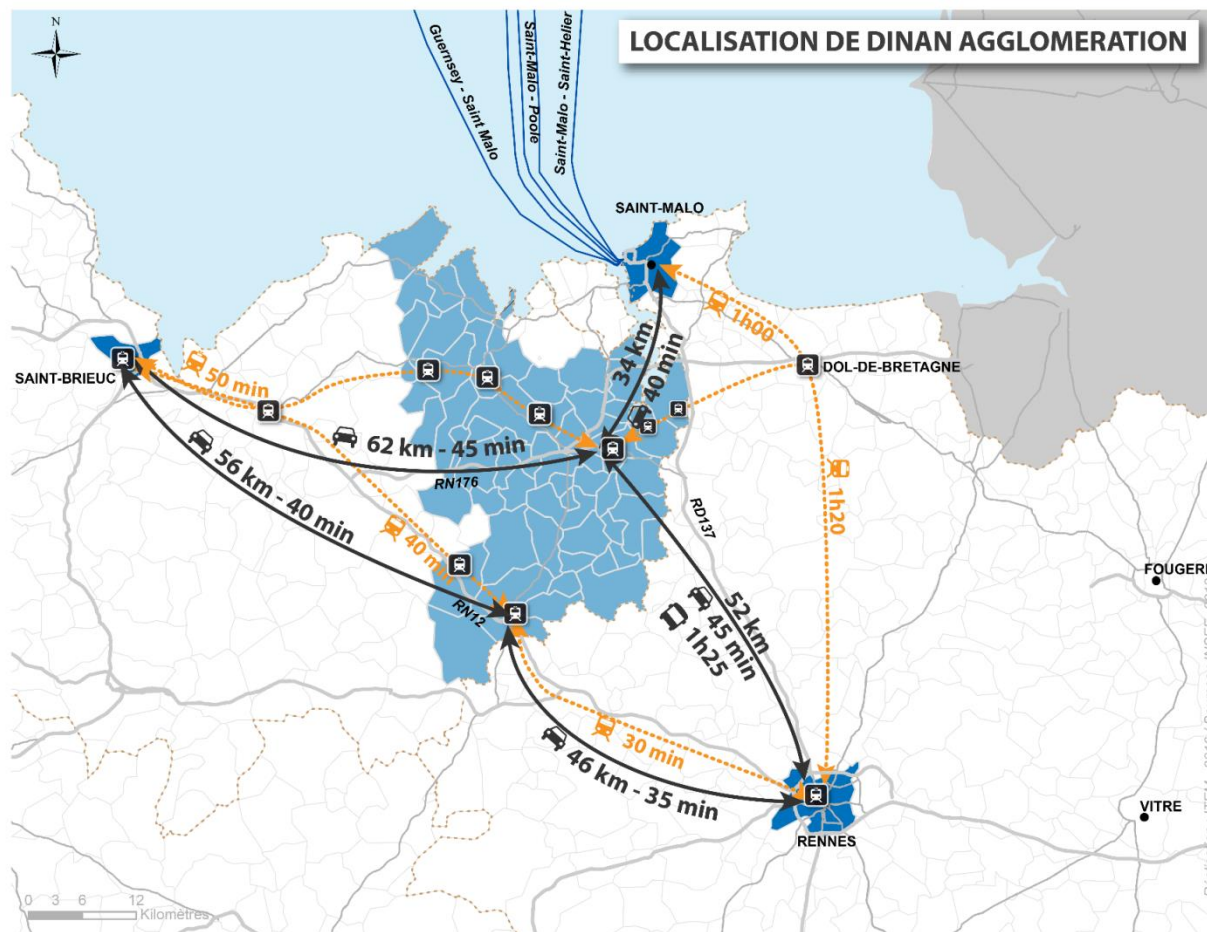 N
LOCALISATION DE DINAN AGGLOMERATION
Guernsey - Saint Malo
Saint-Malo - Poole
Saint-Malo - Saint-Helier
SAINT-MALO
1h00
34 km
40 min
DOL-DE-BRETAGNE
SAINT-BRIEUC
50 min
62 km - 45 min
RN176
56 km - 40 min
40 min
RN12
RD137
1h20
52 km
45 min
1h25
FOUGERE
30 min
46 km - 35 min
VITRE
RENNES
0 3 6 12
Kilomètres